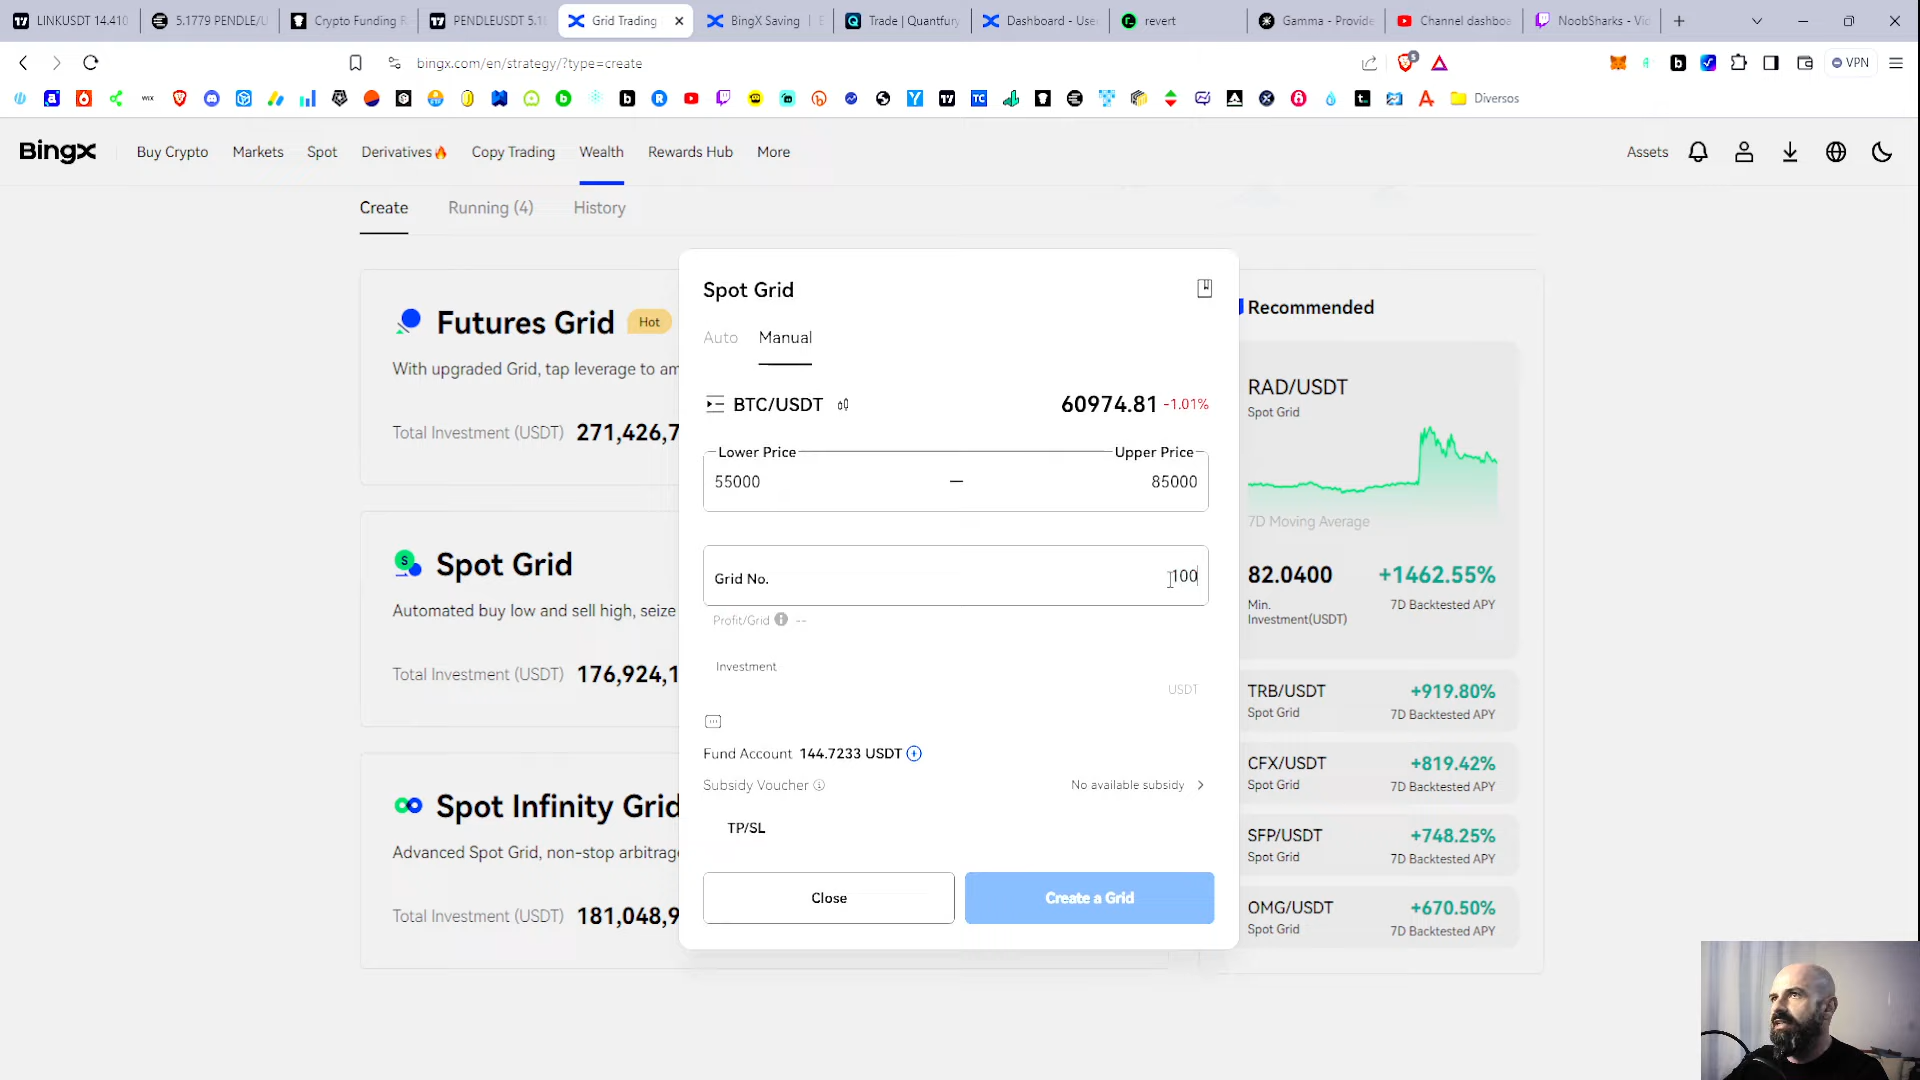 LINKUSDT 14.410
5.1779 PENDLE/U
Crypto Funding R
PENDLEUSDT 5.1
Grid Trading
BingX Saving | E
Trade | Quantfury
Dashboard - Use
revert
Gamma - Provide
Channel dashboa
NoobSharks - Vi
bingx.com/en/strategy/?type=create
VPN
Diversos
BingX
Buy Crypto
Markets
Spot
Derivatives
Copy Trading
Wealth
Rewards Hub
More
Assets
Create
Running (4)
History
Futures Grid
Hot
With upgraded Grid, tap leverage to am
Total Investment (USDT) 271,426,7
Spot Grid
Automated buy low and sell high, seize
Total Investment (USDT) 176,924,1
Spot Infinity Grid
Advanced Spot Grid, non-stop arbitrage
Total Investment (USDT) 181,048,9
Spot Grid
Auto
Manual
BTC/USDT
60974.81 -1.01%
Lower Price
Upper Price
55000
—
85000
Grid No.
100
Profit/Grid --
Investment
USDT
Fund Account 144.7233 USDT
Subsidy Voucher
No available subsidy
TP/SL
Close
Create a Grid
Recommended
RAD/USDT
Spot Grid
7D Moving Average
82.0400
+1462.55%
Min.
Investment(USDT)
7D Backtested APY
TRB/USDT
+919.80%
Spot Grid
7D Backtested APY
CFX/USDT
+819.42%
Spot Grid
7D Backtested APY
SFP/USDT
+748.25%
Spot Grid
7D Backtested APY
OMG/USDT
+670.50%
Spot Grid
7D Backtested APY